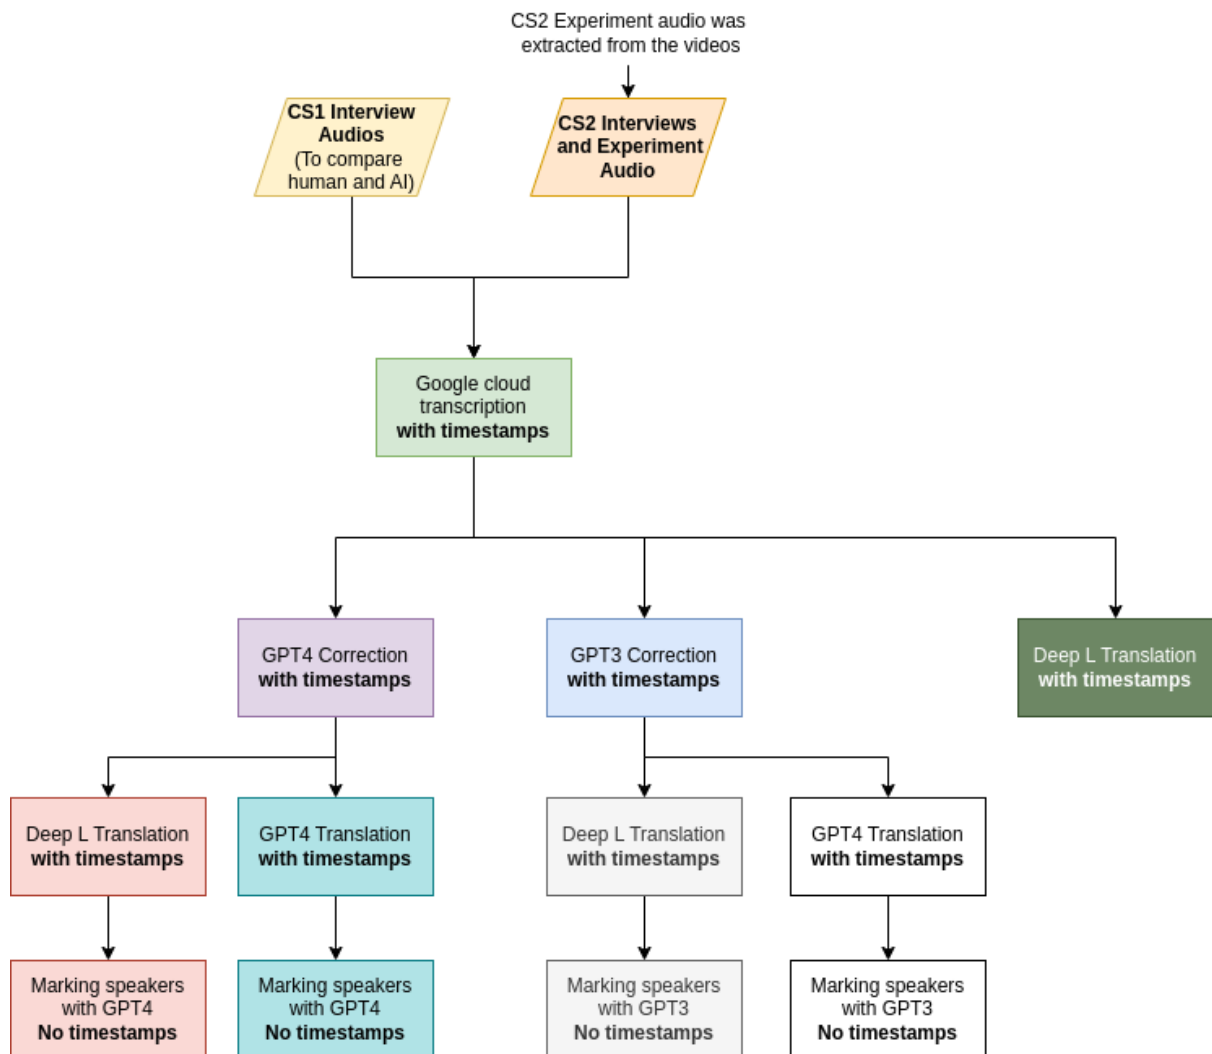 CS2 Experiment audio was
extracted from the videos
CS1 Interview
Audios
(To compare
human and AI)
CS2 Interviews
and Experiment
Audio
Google cloud
transcription
with timestamps
GPT4 Correction
with timestamps
GPT3 Correction
with timestamps
Deep L Translation
with timestamps
Deep L Translation
with timestamps
GPT4 Translation
with timestamps
Deep L Translation
with timestamps
GPT4 Translation
with timestamps
Marking speakers
with GPT4
No timestamps
Marking speakers
with GPT4
No timestamps
Marking speakers
with GPT3
No timestamps
Marking speakers
with GPT3
No timestamps